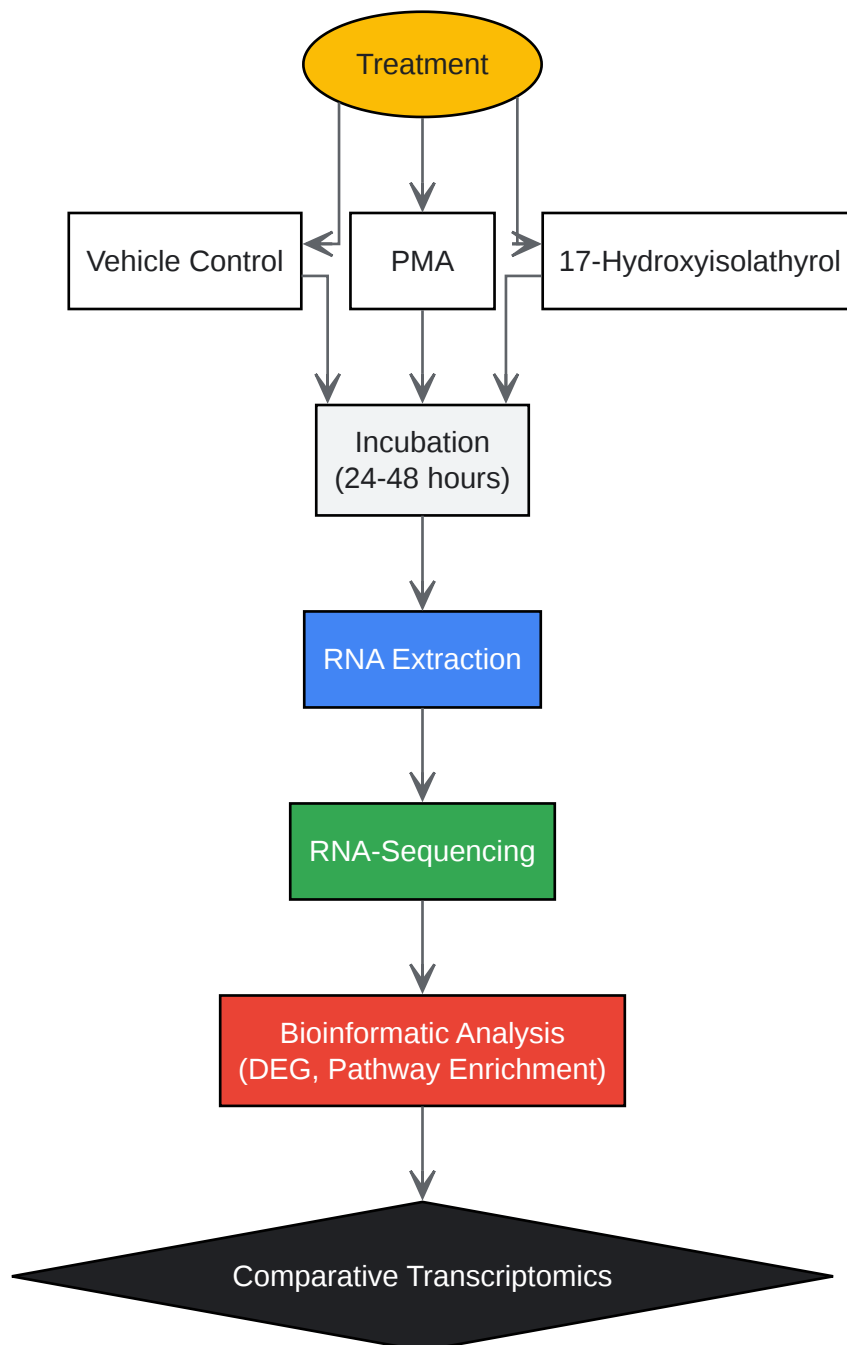 Treatment
Vehicle Control
PMA
17-Hydroxyisolathyrol
Incubation
(24-48 hours)
RNA Extraction
RNA-Sequencing
Bioinformatic Analysis
(DEG, Pathway Enrichment)
Comparative Transcriptomics